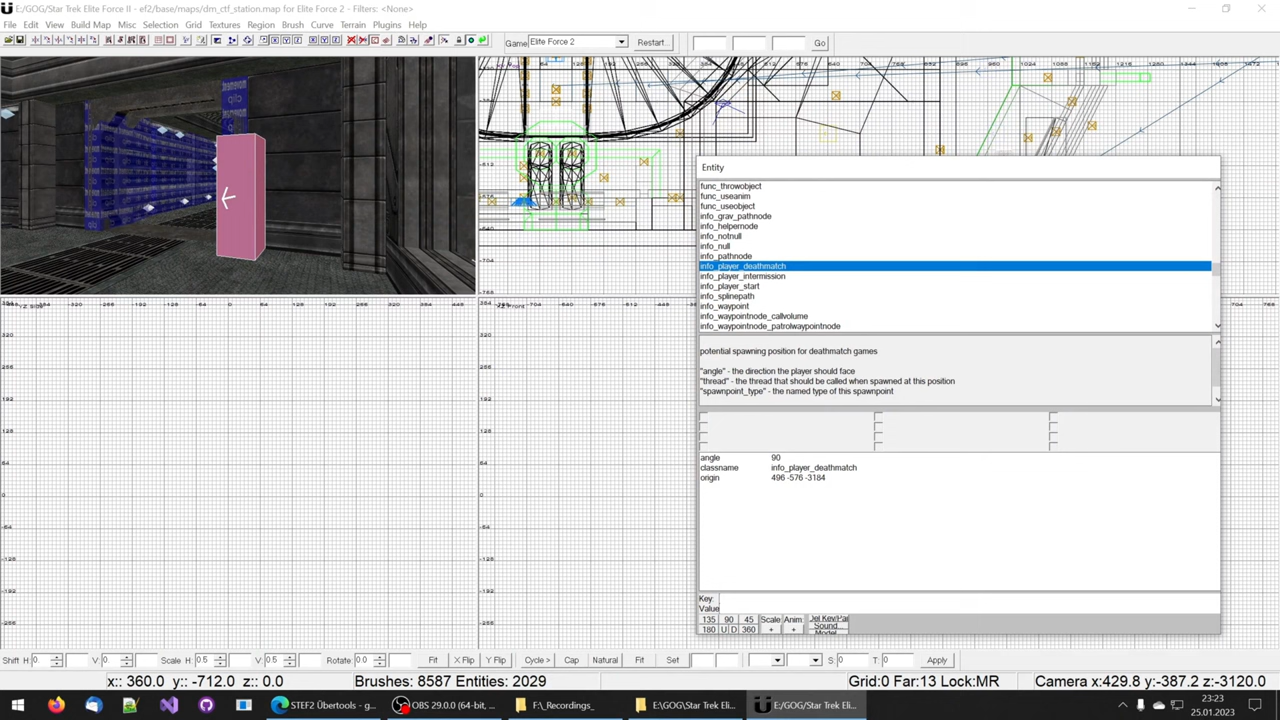 E:/GOG/Star Trek Elite Force II - ef2/base/maps/dm_ctf_station.map for Elite Force 2 - Filters: <None>
File Edit View Build Map Misc Selection Grid Textures Region Brush Curve Terrain Plugins Help
Game Elite Force 2 Restart... Go
Entity
func_throwobject
func_useanim
func_useobject
info_grav_pathnode
info_helpernode
info_notnull
info_null
info_pathnode
info_player_deathmatch
info_player_intermission
info_player_start
info_splinepath
info_waypoint
info_waypointnode_callvolume
info_waypointnode_patrolwaypointnode
potential spawning position for deathmatch games
"angle" - the direction the player should face
"thread" - the thread that should be called when spawned at this position
"spawnpoint_type" - the named type of this spawnpoint
angle 90
classname info_player_deathmatch
origin 496 -576 -3184
Key:
Value
135 90 45 Scale Anim: Del Key/Pai
180 U D 360 + + Sound...
Model...
Shift H: 0 V: 0 Scale H: 0.5 V: 0.5 Rotate: 0.0 Fit X Flip Y Flip Cycle > Cap Natural Fit Set S: 0 T: 0 Apply
x:: 360.0 y:: -712.0 z:: 0.0 Brushes: 8587 Entities: 2029 Grid:0 Far:13 Lock:MR Camera x:429.8 y:-387.2 z:-3120.0
STEF2 Übertools - g... OBS 29.0.0 (64-bit, ... F:\_Recordings_ E:\GOG\Star Trek Eli... E:/GOG/Star Trek Eli... 23:23
25.01.2023